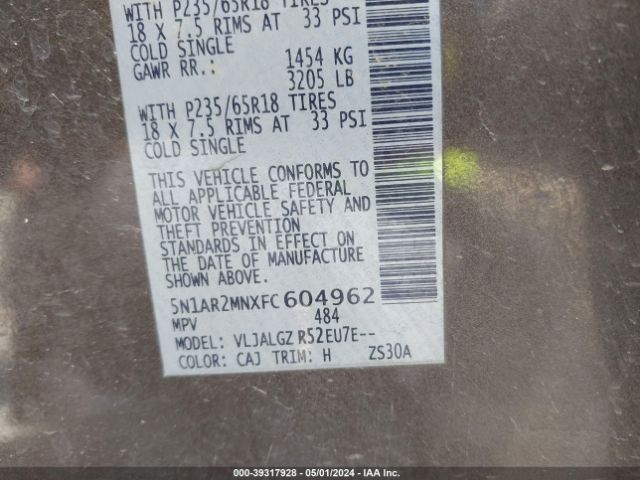 WITH P235/65R18 TIRES
18 X 7.5 RIMS AT 33 PSI
COLD SINGLE
GAWR RR.: 1454 KG
3205 LB
WITH P235/65R18 TIRES
18 X 7.5 RIMS AT 33 PSI
COLD SINGLE
THIS VEHICLE CONFORMS TO
ALL APPLICABLE FEDERAL
MOTOR VEHICLE SAFETY AND
THEFT PREVENTION
STANDARDS IN EFFECT ON
THE DATE OF MANUFACTURE
SHOWN ABOVE.
5N1AR2MNXFC604962
MPV 484
MODEL: VLJALGZ R52EU7E--
COLOR: CAJ TRIM: H ZS30A
000-39317928 - 05/01/2024 - IAA Inc.